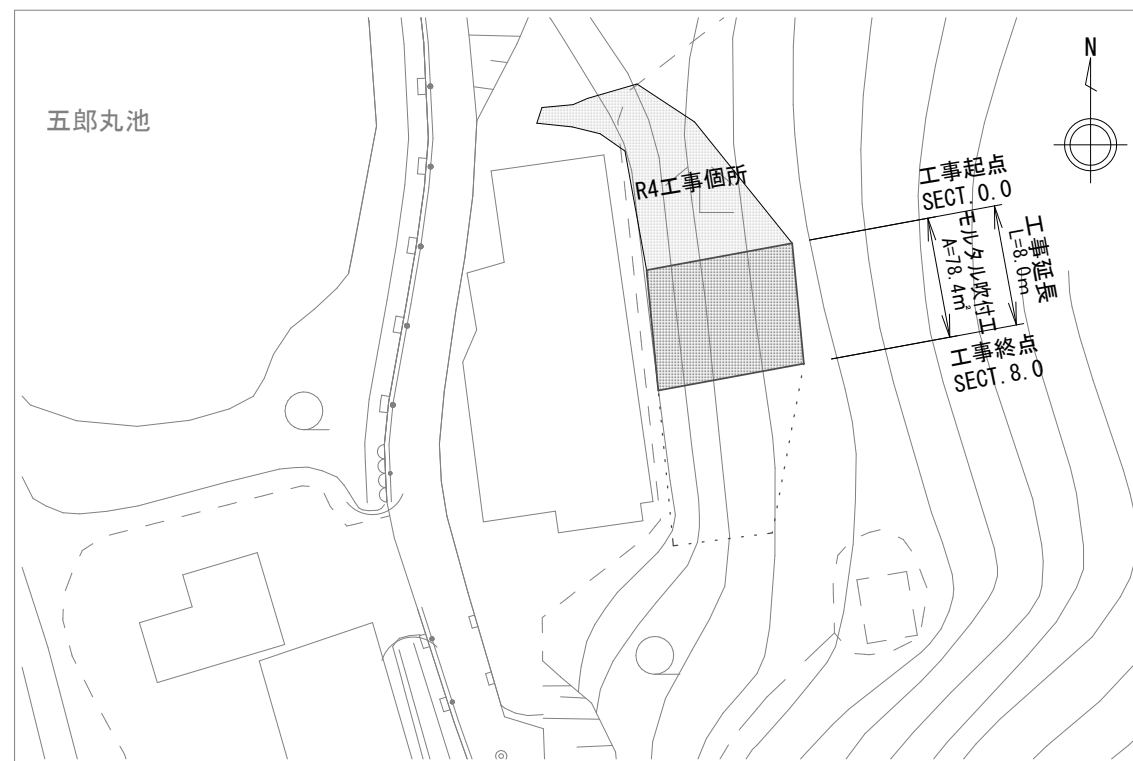 五郎丸池
N
R4工事個所
工事起点
SECT.0.0
モルタル吹付工
A=78.4㎡
工事延長
L=8.0m
工事終点
SECT.8.0